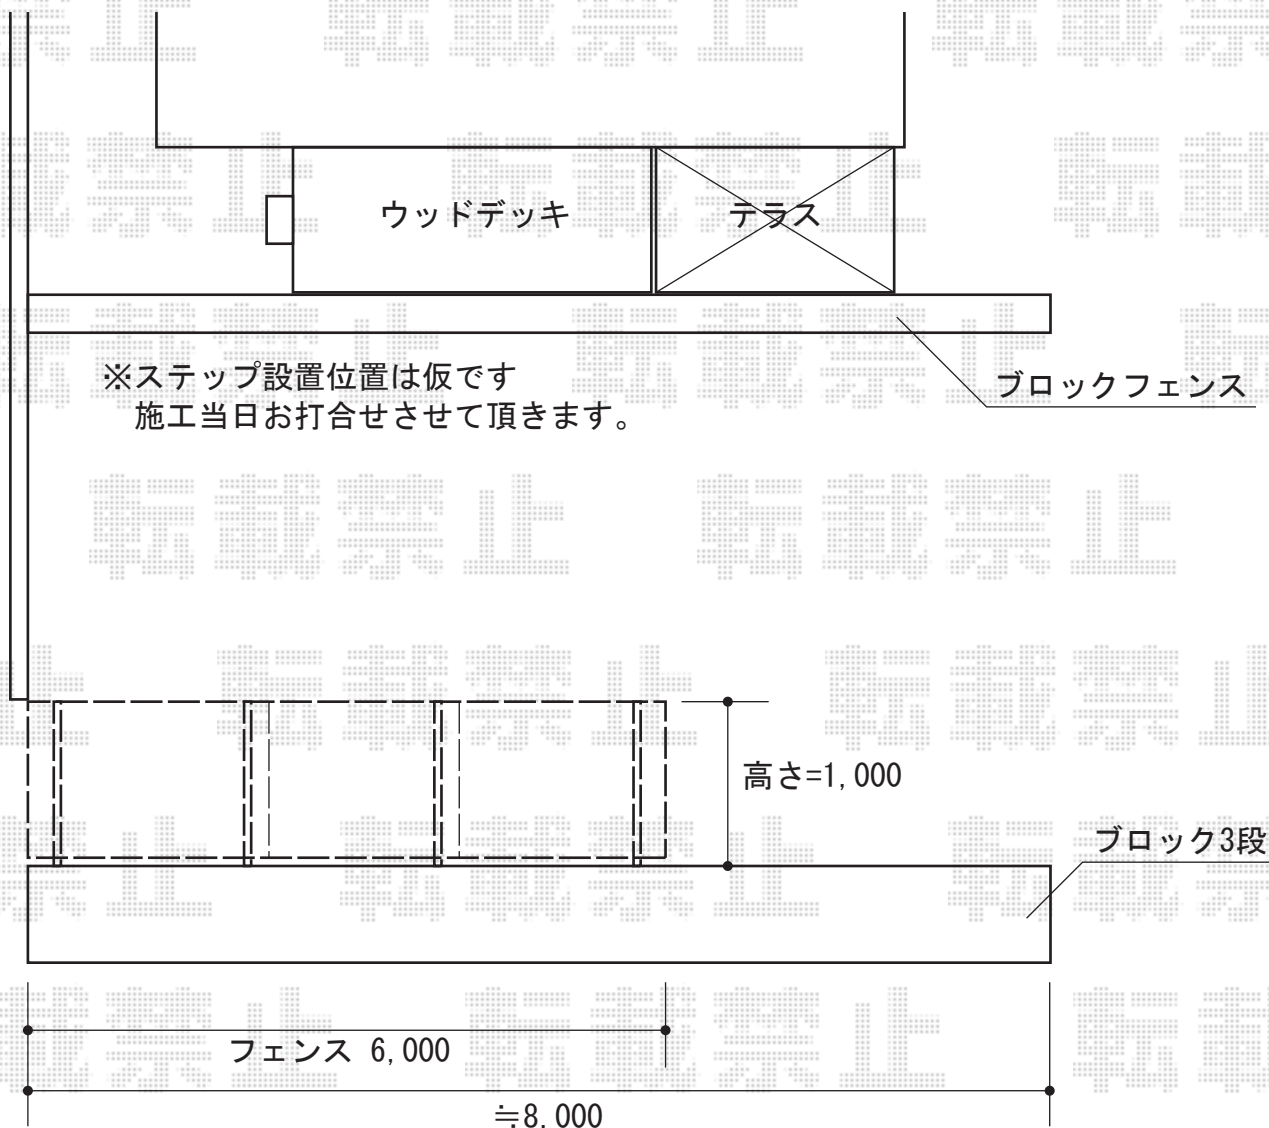 ウッドデッキ
テラス
※ステップ設置位置は仮です
施工当日お打合せさせて頂きます。
ブロックフェンス
高さ=1,000
ブロック3段
フェンス 6,000
≒8,000
転載禁止